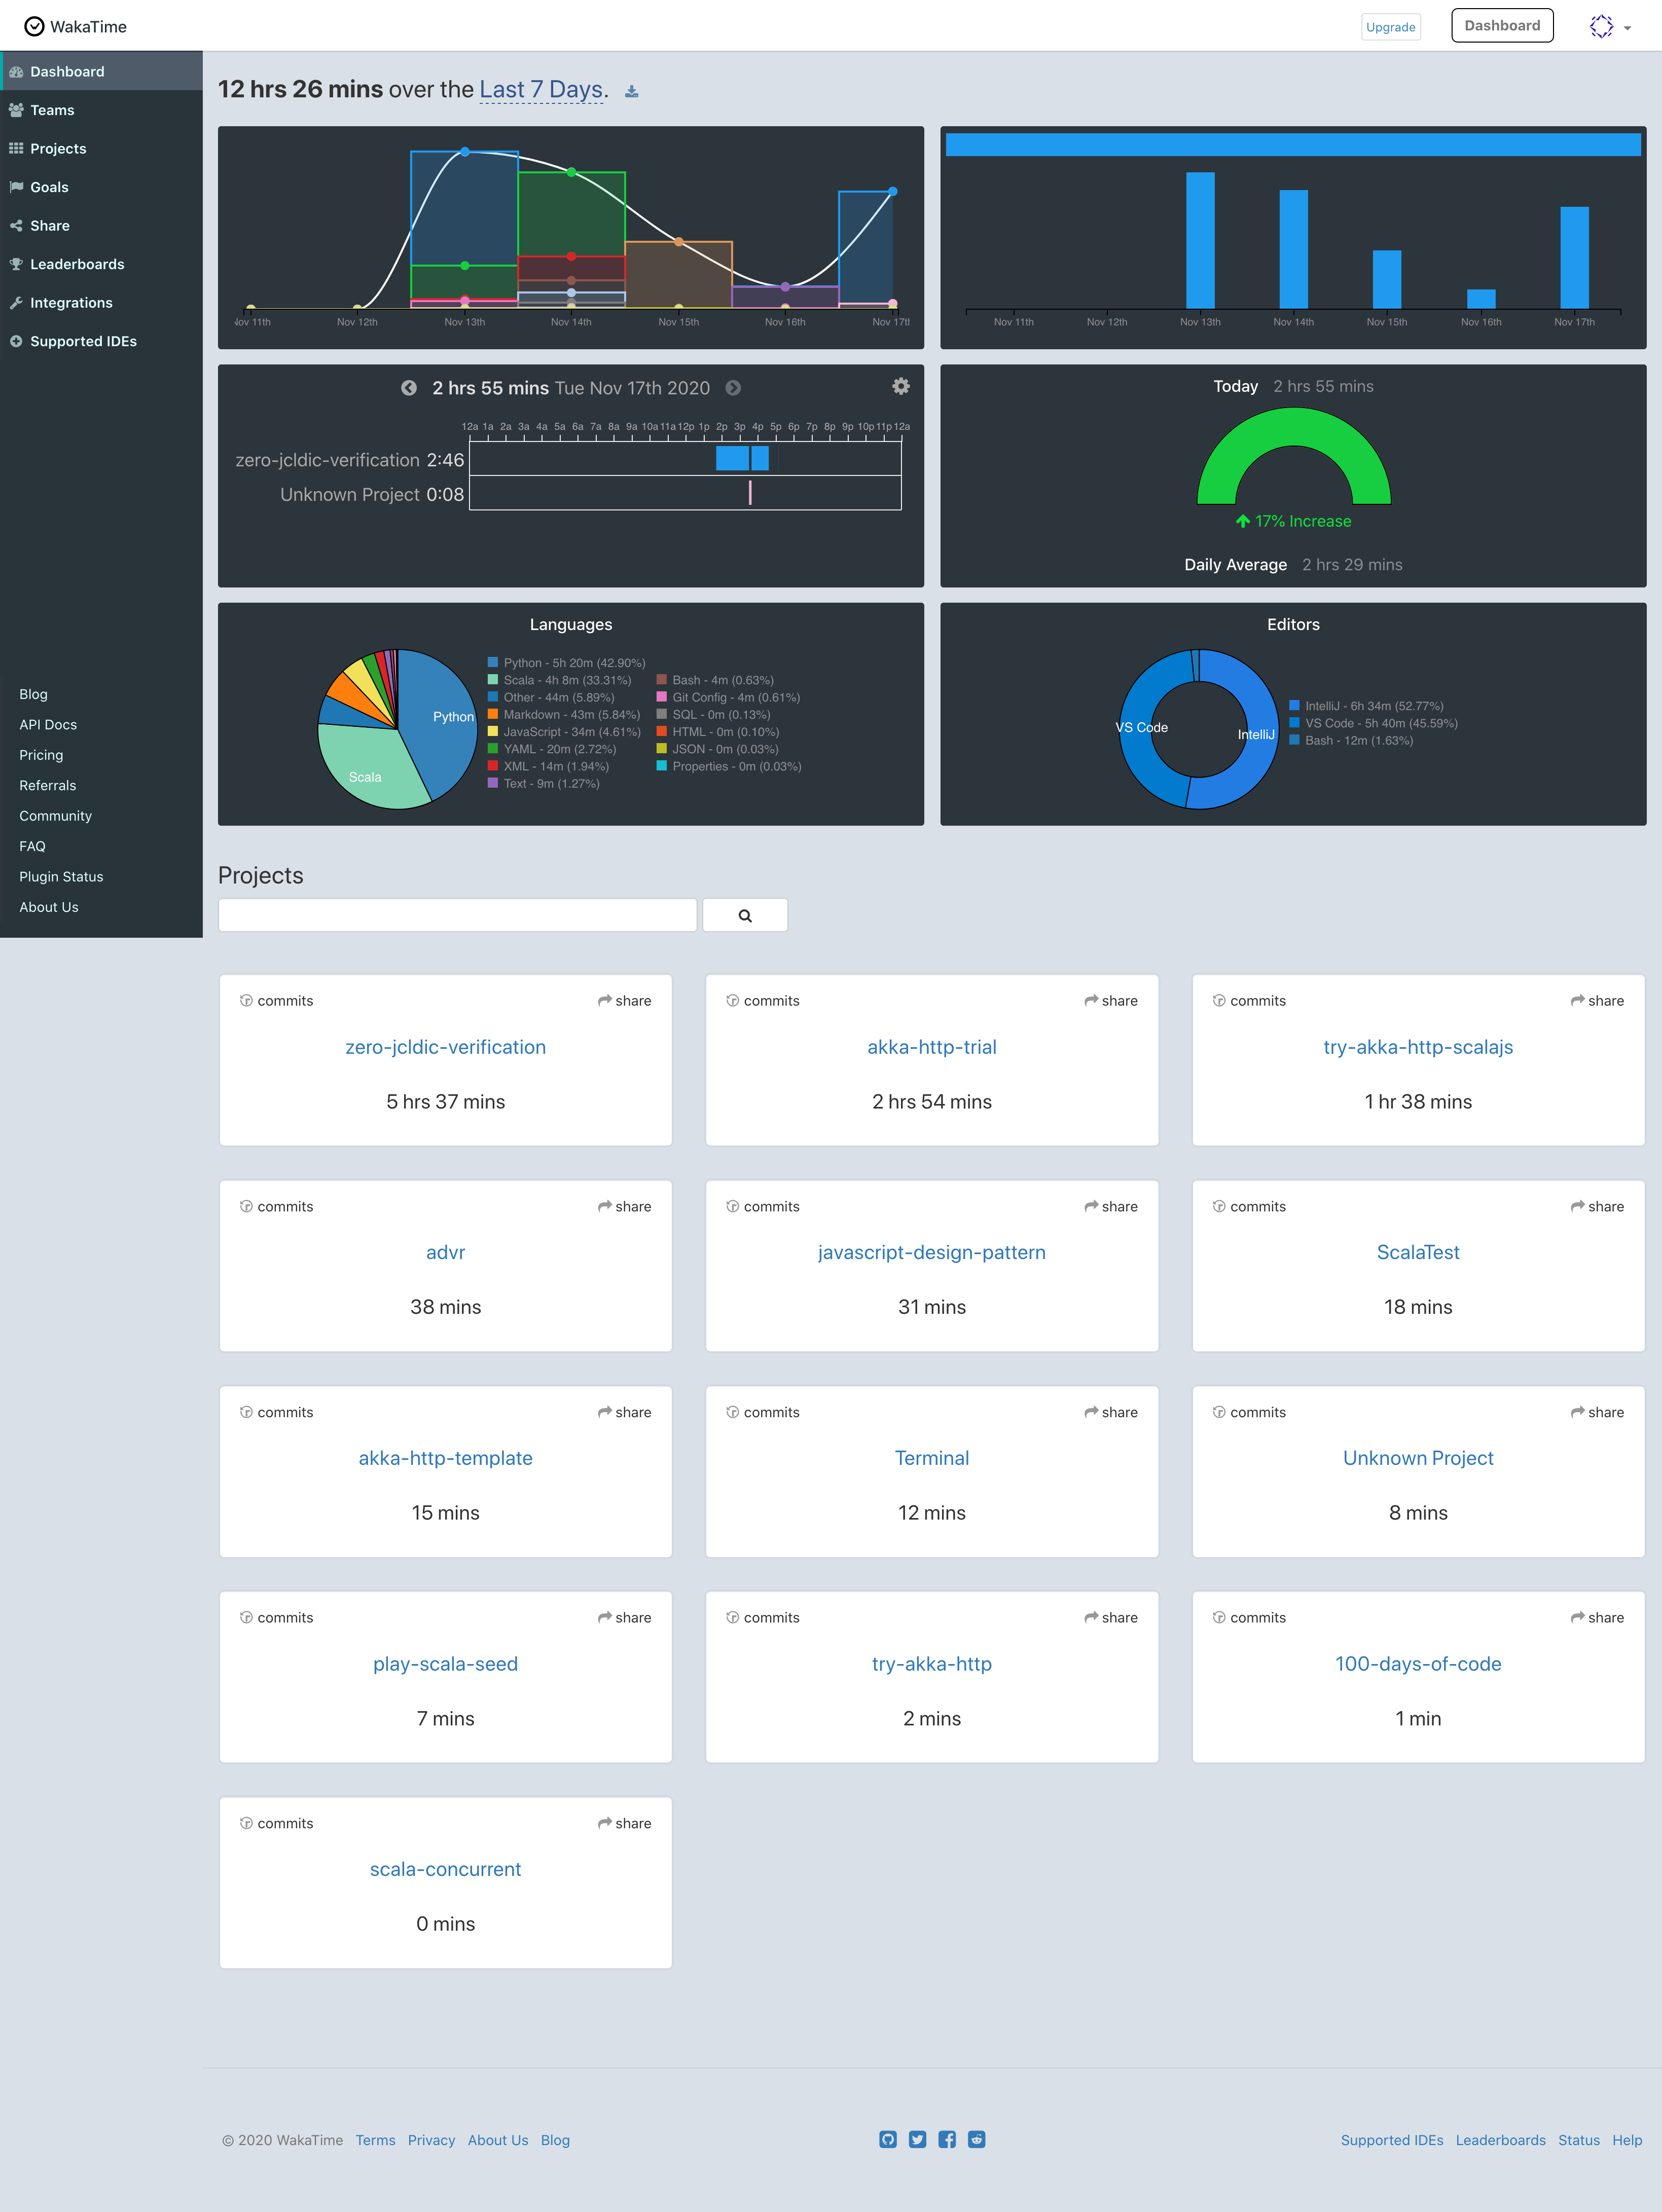 WakaTime
Upgrade
Dashboard
Dashboard
Teams
Projects
Goals
Share
Leaderboards
Integrations
Supported IDEs
Blog
API Docs
Pricing
Referrals
Community
FAQ
Plugin Status
About Us
12 hrs 26 mins over the Last 7 Days.
Nov 12th Nov 13th Nov 14th Nov 15th Nov 16th
Nov 11th Nov 12th Nov 13th Nov 14th Nov 15th Nov 16th Nov 17th
2 hrs 55 mins Tue Nov 17th 2020
12a 1a 2a 3a 4a 5a 6a 7a 8a 9a 10a 11a 12p 1p 2p 3p 4p 5p 6p 7p 8p 9p 10p 11p 12a
zero-jcldic-verification 2:46
Unknown Project 0:08
Today 2 hrs 55 mins
17% Increase
Daily Average 2 hrs 29 mins
Languages
Python
Scala
Python - 5h 20m (42.90%)
Scala - 4h 8m (33.31%)
Other - 44m (5.89%)
Markdown - 43m (5.84%)
JavaScript - 34m (4.61%)
YAML - 20m (2.72%)
XML - 14m (1.94%)
Text - 9m (1.27%)
Bash - 4m (0.63%)
Git Config - 4m (0.61%)
SQL - 0m (0.13%)
HTML - 0m (0.10%)
JSON - 0m (0.03%)
Properties - 0m (0.03%)
Editors
VS Code
IntelliJ
IntelliJ - 6h 34m (52.77%)
VS Code - 5h 40m (45.59%)
Bash - 12m (1.63%)
Projects
commits share
zero-jcldic-verification
5 hrs 37 mins
commits share
akka-http-trial
2 hrs 54 mins
commits share
try-akka-http-scalajs
1 hr 38 mins
commits share
advr
38 mins
commits share
javascript-design-pattern
31 mins
commits share
ScalaTest
18 mins
commits share
akka-http-template
15 mins
commits share
Terminal
12 mins
commits share
Unknown Project
8 mins
commits share
play-scala-seed
7 mins
commits share
try-akka-http
2 mins
commits share
100-days-of-code
1 min
commits share
scala-concurrent
0 mins
© 2020 WakaTime Terms Privacy About Us Blog
Supported IDEs Leaderboards Status Help